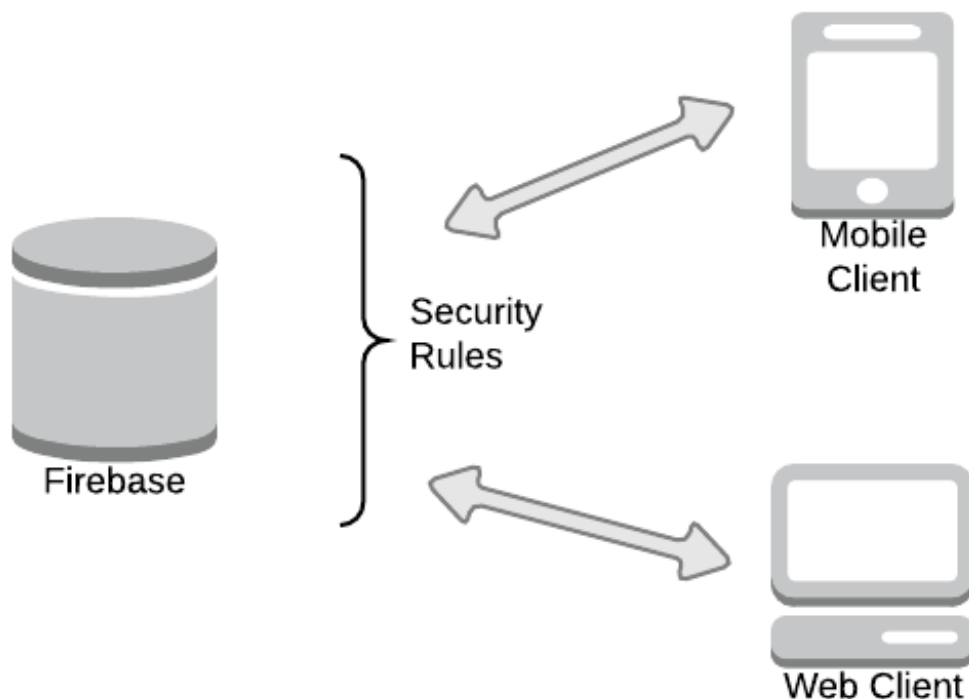 Mobile
Client
Security
Rules
Firebase
Web Client